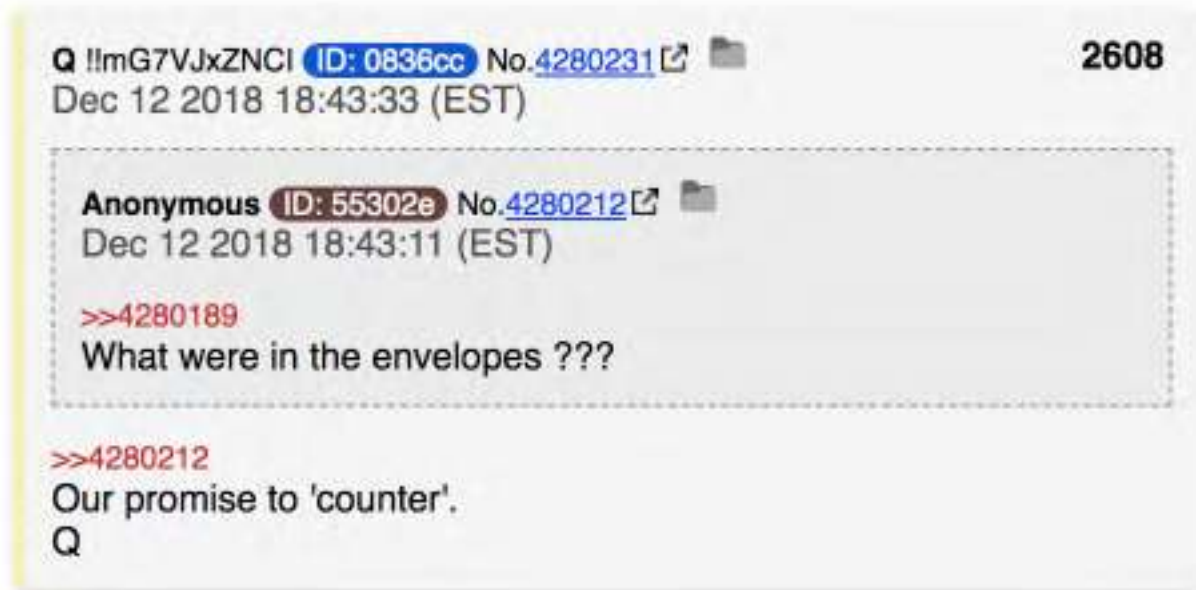 Q !!mG7VJxZNCI ID: 0836cc No.4280231 2608
Dec 12 2018 18:43:33 (EST)
Anonymous ID: 55302e No.4280212
Dec 12 2018 18:43:11 (EST)
>>4280189
What were in the envelopes ???
>>4280212
Our promise to 'counter'.
Q